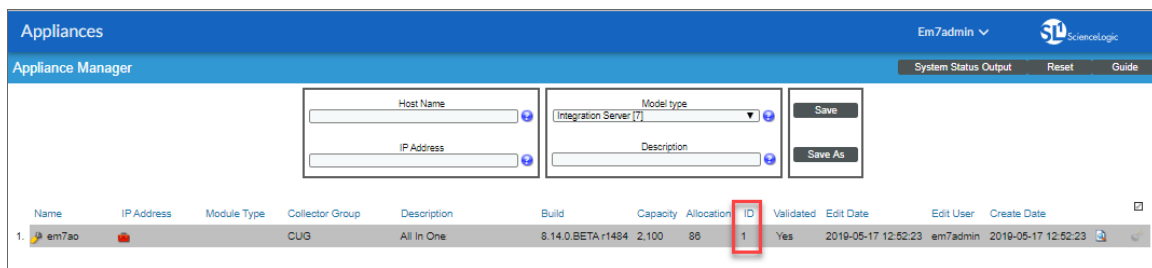 Appliances
Em7admin
SL1 ScienceLogic
Appliance Manager
System Status Output Reset Guide
Host Name
Model type
Integration Server [7]
Save
IP Address
Description
Save As
Name IP Address Module Type Collector Group Description Build Capacity Allocation ID Validated Edit Date Edit User Create Date
1. em7ao CUG All In One 8.14.0.BETA r1484 2,100 86 1 Yes 2019-05-17 12:52:23 em7admin 2019-05-17 12:52:23